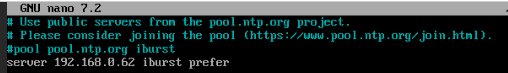 GNU nano 7.2
# Use public servers from the pool.ntp.org project.
# Please consider joining the pool (https://www.pool.ntp.org/join.html).
#pool pool.ntp.org iburst
server 192.168.0.62 iburst prefer